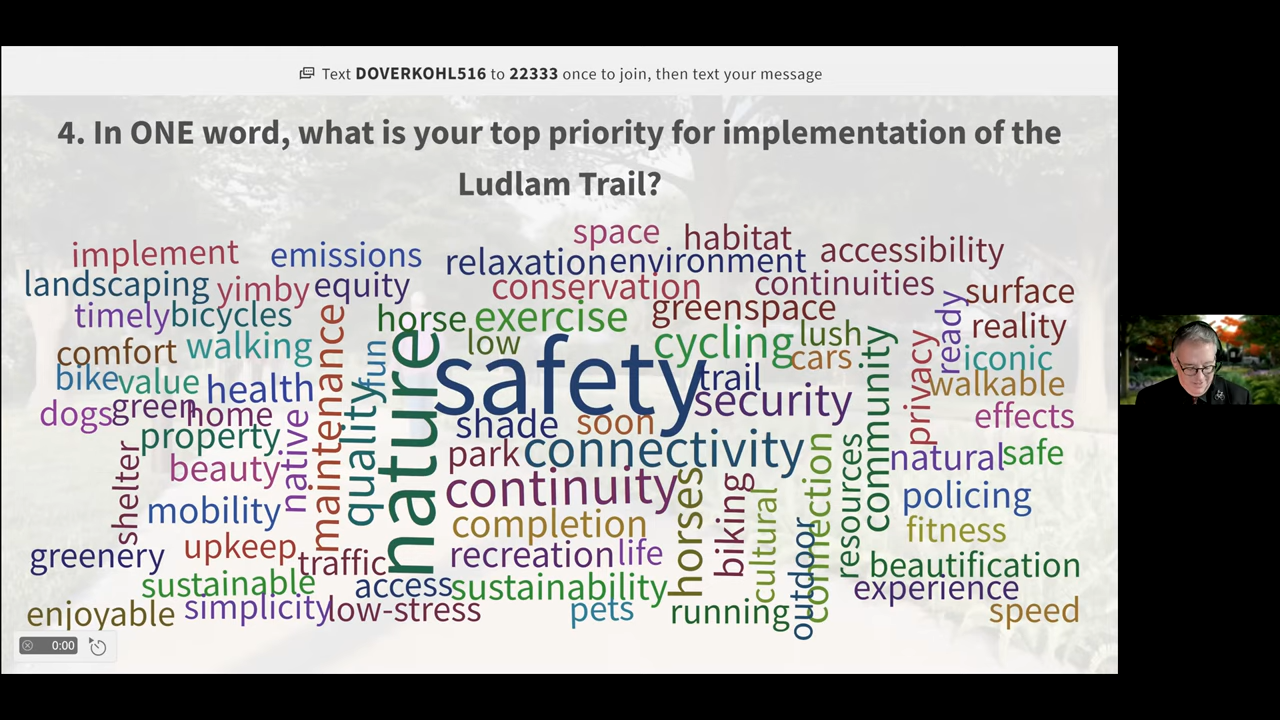 Text DOVERKOHL516 to 22333 once to join, then text your message
4. In ONE word, what is your top priority for implementation of the
Ludlam Trail?
space
habitat
implement
emissions
accessibility
relaxation
environment
landscaping
yimby
equity
conservation
continuities
surface
timely
bicycles
horse
exercise
greenspace
ready
reality
comfort
walking
maintenance
fun
low
cycling
lush
cars
iconic
bike
value
health
nature
safety
trail
community
privacy
walkable
dogs
green
home
quality
security
effects
property
native
shade
soon
beauty
park
connectivity
natural
safe
shelter
mobility
continuity
horses
biking
cultural
connection
resources
policing
completion
outdoor
fitness
greenery
upkeep
traffic
recreation
life
beautification
sustainable
access
sustainability
experience
enjoyable
simplicity
low-stress
pets
running
speed
0:00